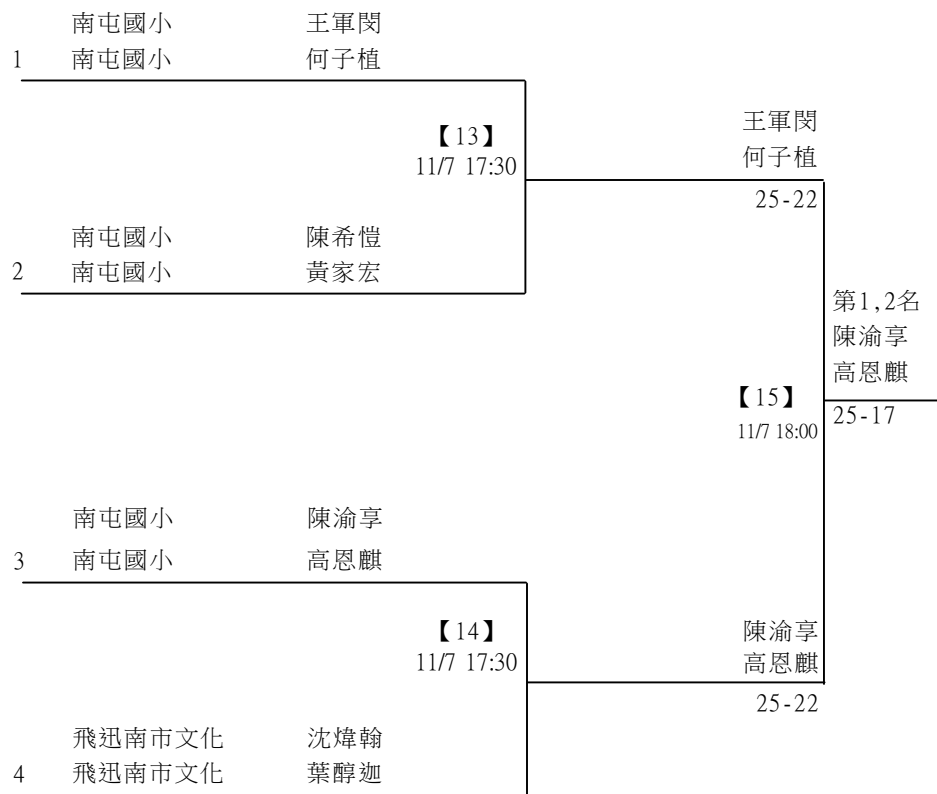 南屯國小 王軍閔
1 南屯國小 何子植
【13】
11/7 17:30
王軍閔
何子植
25-22
南屯國小 陳希愷
2 南屯國小 黃家宏
第1,2名
陳渝享
高恩麒
【15】
11/7 18:00
25-17
南屯國小 陳渝享
3 南屯國小 高恩麒
【14】
11/7 17:30
陳渝享
高恩麒
25-22
飛迅南市文化 沈煒翰
4 飛迅南市文化 葉醇迦